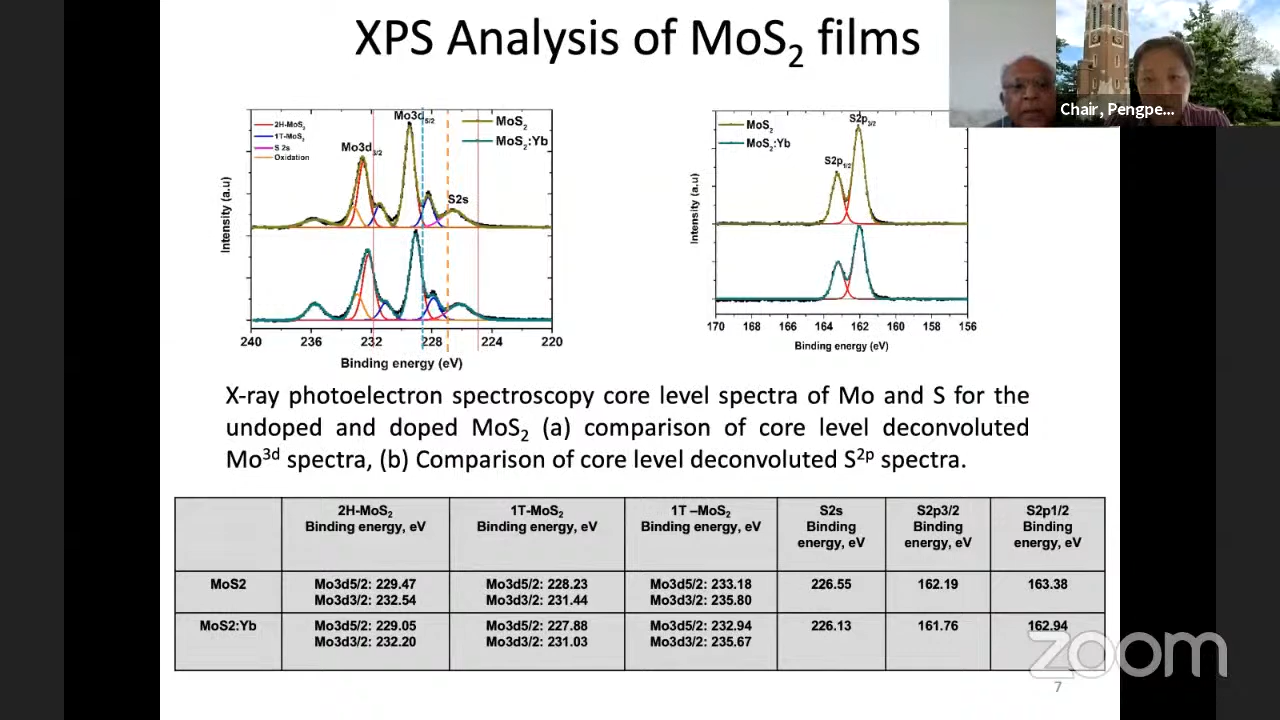 XPS Analysis of MoS2 films
Chair, Pengpe...
2H-MoS2
1T-MoS2
S 2s
Oxidation
Mo3d3/2
Mo3d5/2
S2s
MoS2
MoS2:Yb
Intensity (a.u)
240 236 232 228 224 220
Binding energy (eV)
MoS2
MoS2:Yb
S2p1/2
S2p3/2
Intensity (a.u)
170 168 166 164 162 160 158 156
Binding energy (eV)
X-ray photoelectron spectroscopy core level spectra of Mo and S for the
undoped and doped MoS2 (a) comparison of core level deconvoluted
Mo3d spectra, (b) Comparison of core level deconvoluted S2p spectra.
2H-MoS2
Binding energy, eV
1T-MoS2
Binding energy, eV
1T –MoS2
Binding energy, eV
S2s
Binding
energy, eV
S2p3/2
Binding
energy, eV
S2p1/2
Binding
energy, eV
MoS2
Mo3d5/2: 229.47
Mo3d3/2: 232.54
Mo3d5/2: 228.23
Mo3d3/2: 231.44
Mo3d5/2: 233.18
Mo3d3/2: 235.80
226.55
162.19
163.38
MoS2:Yb
Mo3d5/2: 229.05
Mo3d3/2: 232.20
Mo3d5/2: 227.88
Mo3d3/2: 231.03
Mo3d5/2: 232.94
Mo3d3/2: 235.67
226.13
161.76
162.94
zoom
7